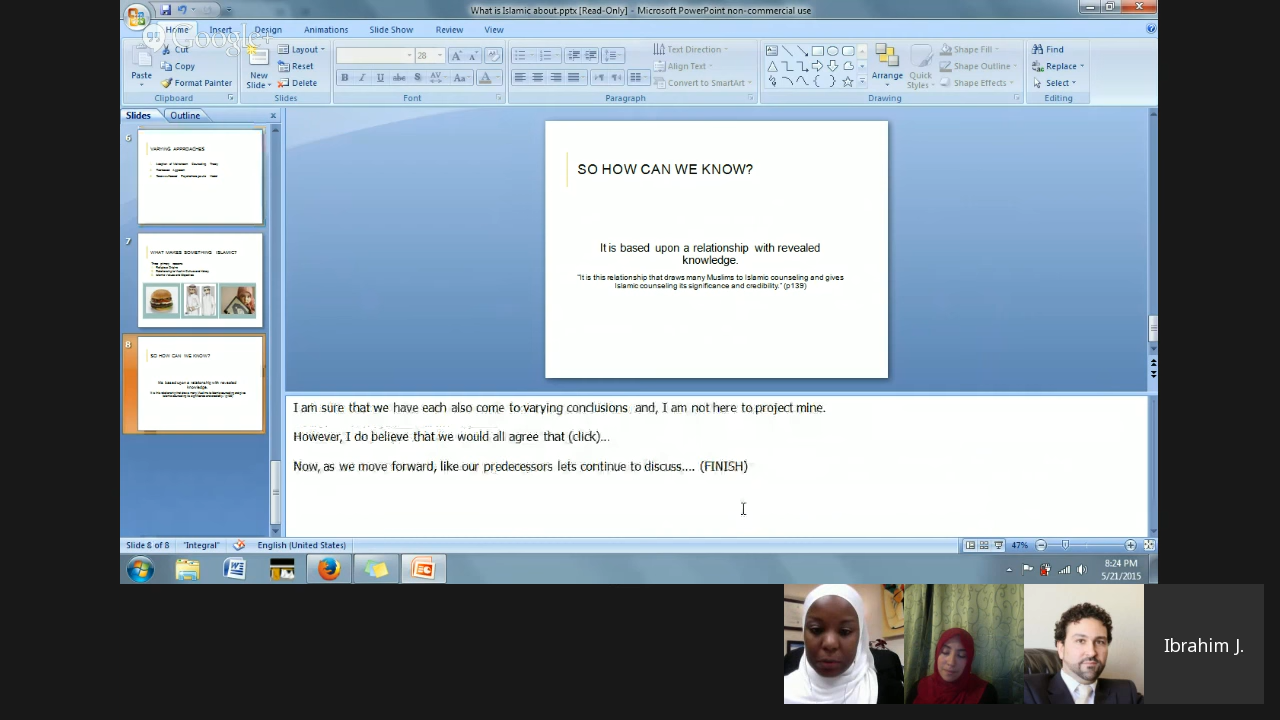 What is Islamic about.pptx [Read-Only] - Microsoft PowerPoint non-commercial use
Home Insert Design Animations Slide Show Review View
Google+
Paste
Cut
Copy
Format Painter
Clipboard
New Slide
Layout
Reset
Delete
Slides
28
Font
Text Direction
Align Text
Convert to SmartArt
Paragraph
Arrange
Quick Styles
Shape Fill
Shape Outline
Shape Effects
Drawing
Find
Replace
Select
Editing
Slides Outline
6
VARYING APPROACHES
7
WHAT MAKES SOMETHING ISLAMIC?
8
SO HOW CAN WE KNOW?
SO HOW CAN WE KNOW?
It is based upon a relationship with revealed
knowledge.
"It is this relationship that draws many Muslims to Islamic counseling and gives
Islamic counseling its significance and credibility." (p139)
I am sure that we have each also come to varying conclusions and, I am not here to project mine.
However, I do believe that we would all agree that (click)...
Now, as we move forward, like our predecessors lets continue to discuss.... (FINISH)
Slide 8 of 8 "Integral" English (United States) 47%
8:24 PM
5/21/2015
Ibrahim J.